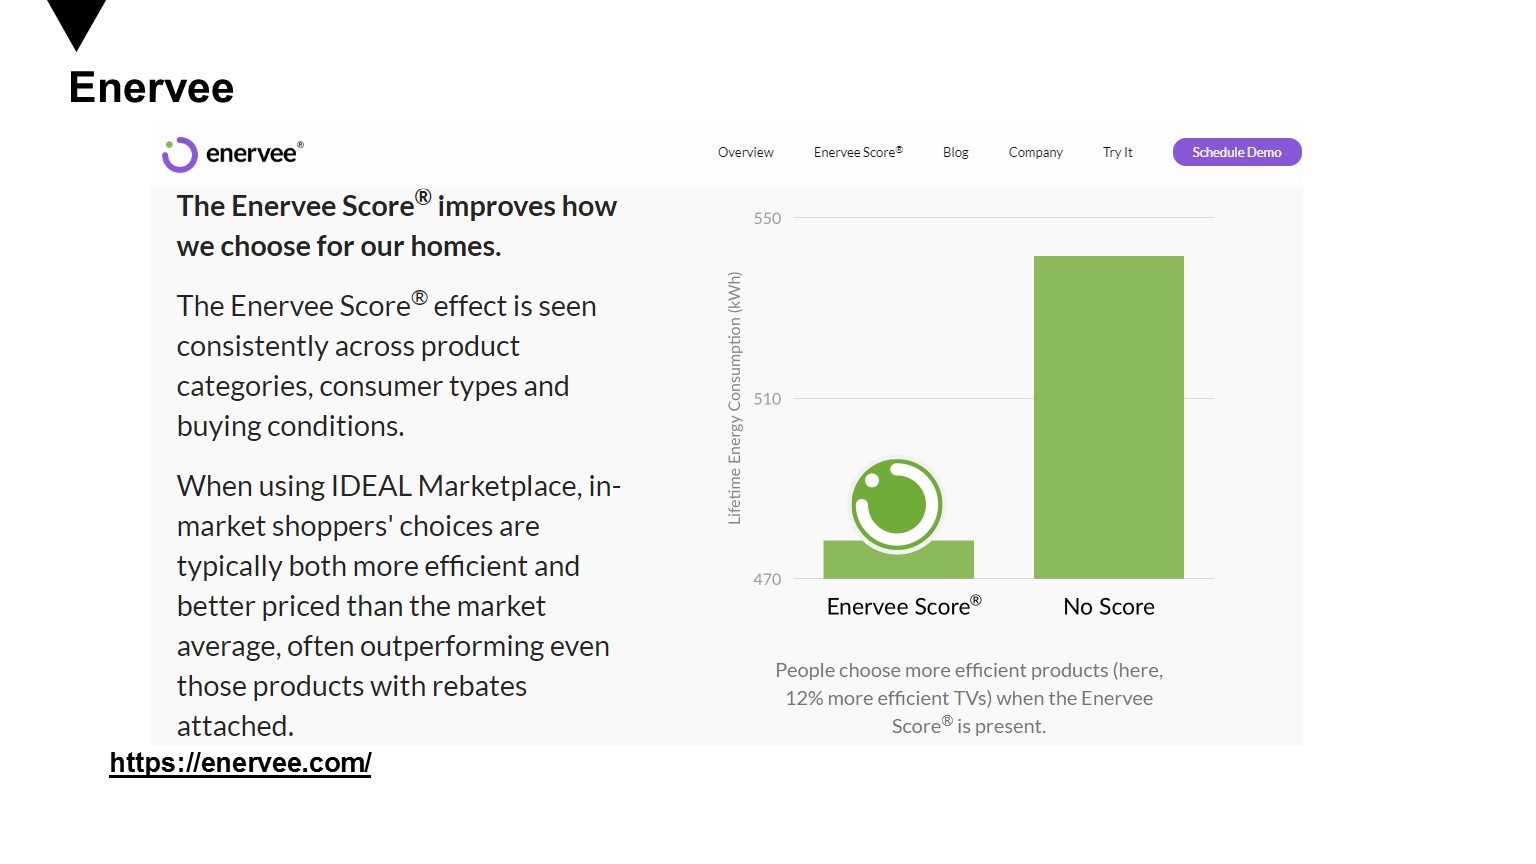 Enervee
enervee®
Overview
Enervee Score®
Blog
Company
Try It
Schedule Demo
The Enervee Score® improves how
we choose for our homes.
The Enervee Score® effect is seen
consistently across product
categories, consumer types and
buying conditions.
When using IDEAL Marketplace, in-
market shoppers' choices are
typically both more efficient and
better priced than the market
average, often outperforming even
those products with rebates
attached.
Lifetime Energy Consumption (kWh)
550
510
470
Enervee Score®
No Score
People choose more efficient products (here,
12% more efficient TVs) when the Enervee
Score® is present.
https://enervee.com/